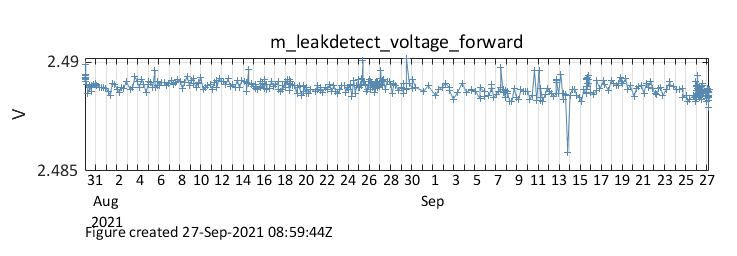 m_leakdetect_voltage_forward
2.49
V
2.485
31 2 4 6 8 10 12 14 16 18 20 22 24 26 28 30 1 3 5 7 9 11 13 15 17 19 21 23 25 27
Aug Sep
2021
Figure created 27-Sep-2021 08:59:44Z